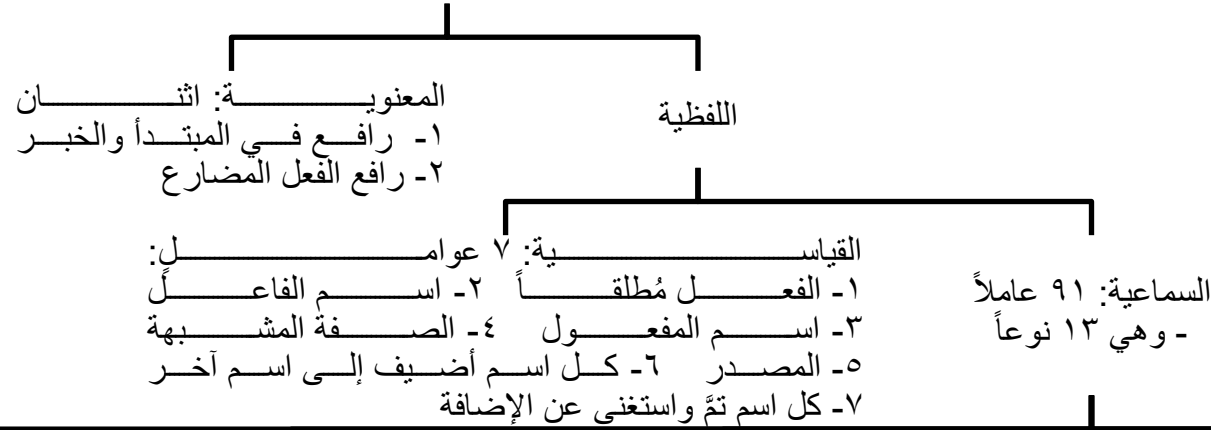 اللفظية
المعنوية: اثنان
١- رافع في المبتدأ والخبر
٢- رافع الفعل المضارع
السماعية: ٩١ عاملاً
- وهي ١٣ نوعاً
القياسية: ٧ عواملٍ:
١- الفعل مُطلقاً ٢- اسم الفاعل
٣- اسم المفعول ٤- الصفة المشبهة
٥- المصدر ٦- كل اسم أضيف إلى اسم آخر
٧- كل اسم تمَّ واستغنى عن الإضافة